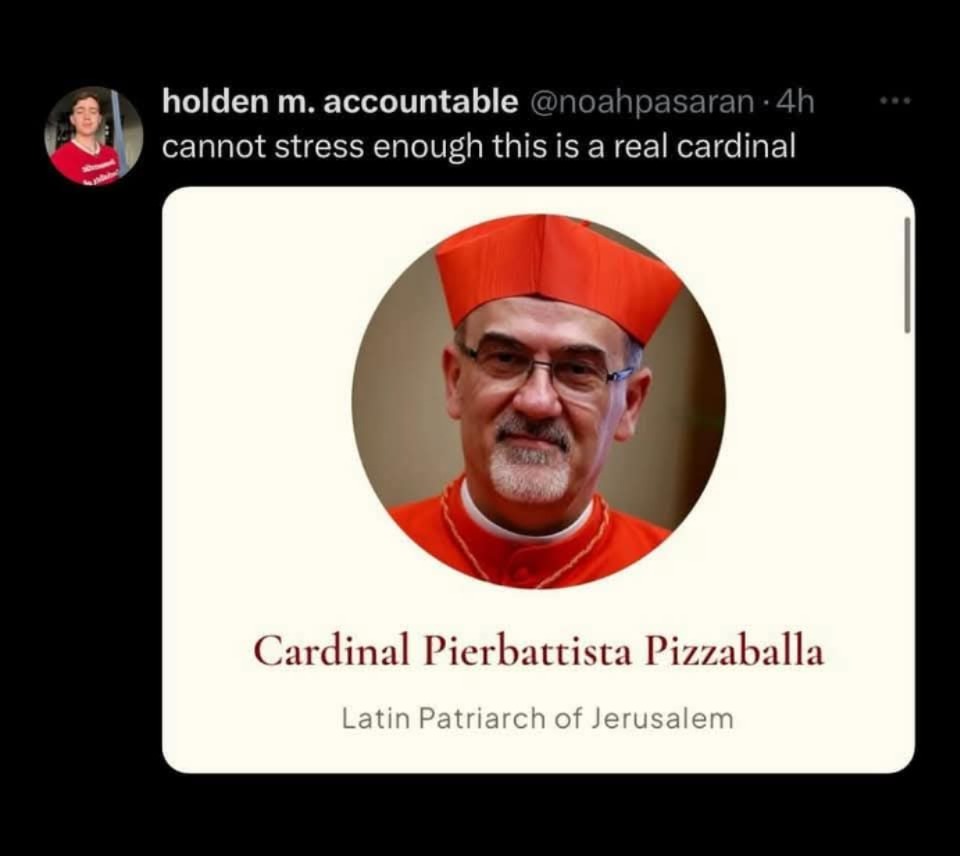 holden m. accountable @noahpasaran · 4h
cannot stress enough this is a real cardinal
Cardinal Pierbattista Pizzaballa
Latin Patriarch of Jerusalem